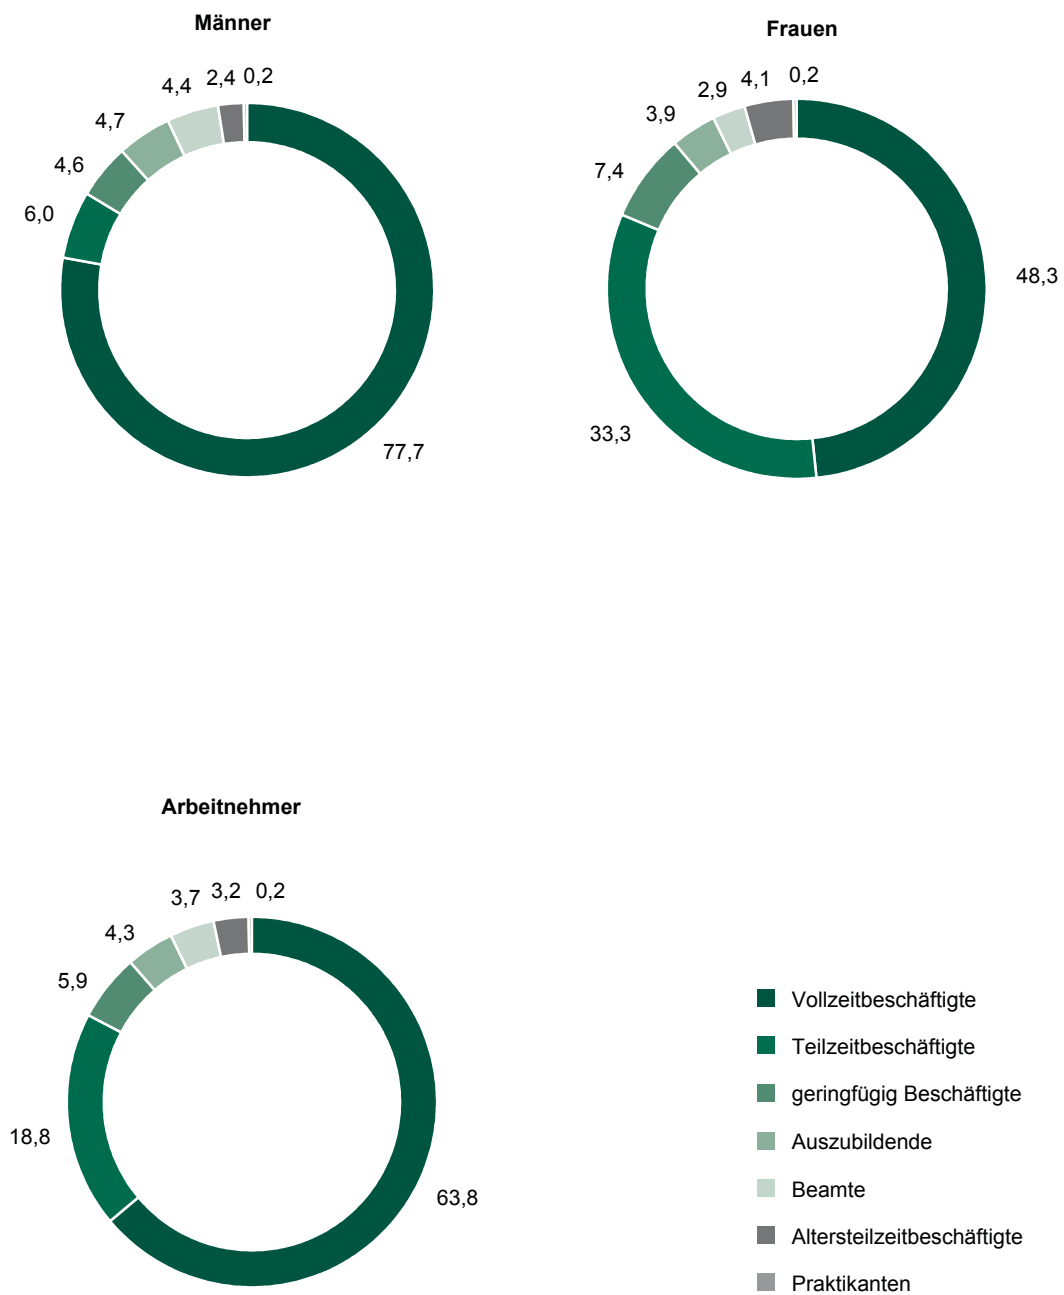 Männer
4,4
2,4
0,2
4,7
4,6
6,0
77,7
Frauen
2,9
4,1
0,2
3,9
7,4
48,3
33,3
Arbeitnehmer
3,7
3,2
0,2
4,3
5,9
18,8
63,8
Vollzeitbeschäftigte
Teilzeitbeschäftigte
geringfügig Beschäftigte
Auszubildende
Beamte
Altersteilzeitbeschäftigte
Praktikanten